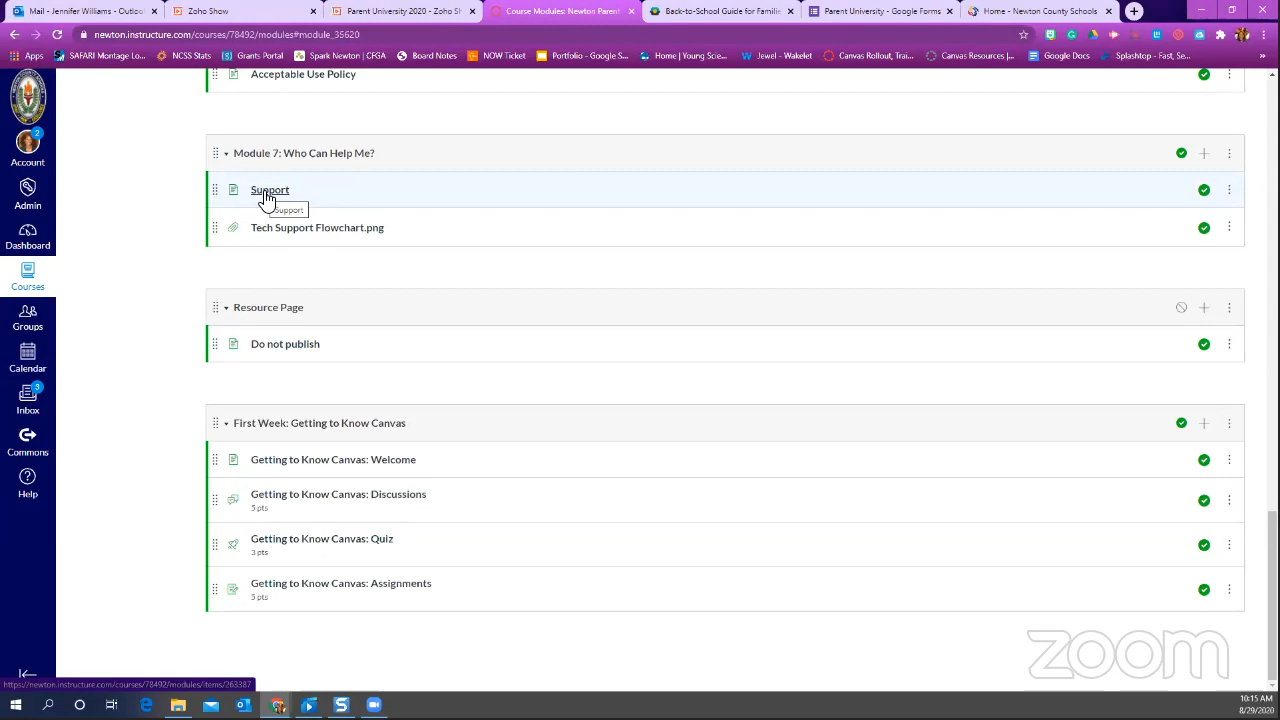 Mail - Jennifer Williams - Outlool
Zoho Show
Parent University 2020 - Zoho St
Course Modules: Newton Parent
Back-to-School Guide for Familie
Parent University - Google Forms
Home - Newton County Schools
newton.instructure.com/courses/78492/modules#module_35620
Apps
SAFARI Montage Lo...
NCSS Stats
Grants Portal
Spark Newton | CFGA
Board Notes
NOW Ticket
Portfolio - Google S...
Home | Young Scie...
Jewel - Wakelet
Canvas Rollout, Train...
Canvas Resources |...
Google Docs
Splashtop - Fast, Se...
Acceptable Use Policy
2
Account
Admin
Dashboard
Courses
Groups
Calendar
3
Inbox
Commons
Help
Module 7: Who Can Help Me?
Support
Support
Tech Support Flowchart.png
Resource Page
Do not publish
First Week: Getting to Know Canvas
Getting to Know Canvas: Welcome
Getting to Know Canvas: Discussions
5 pts
Getting to Know Canvas: Quiz
3 pts
Getting to Know Canvas: Assignments
5 pts
zoom
https://newton.instructure.com/courses/78492/modules/items/263387
10:15 AM
8/29/2020